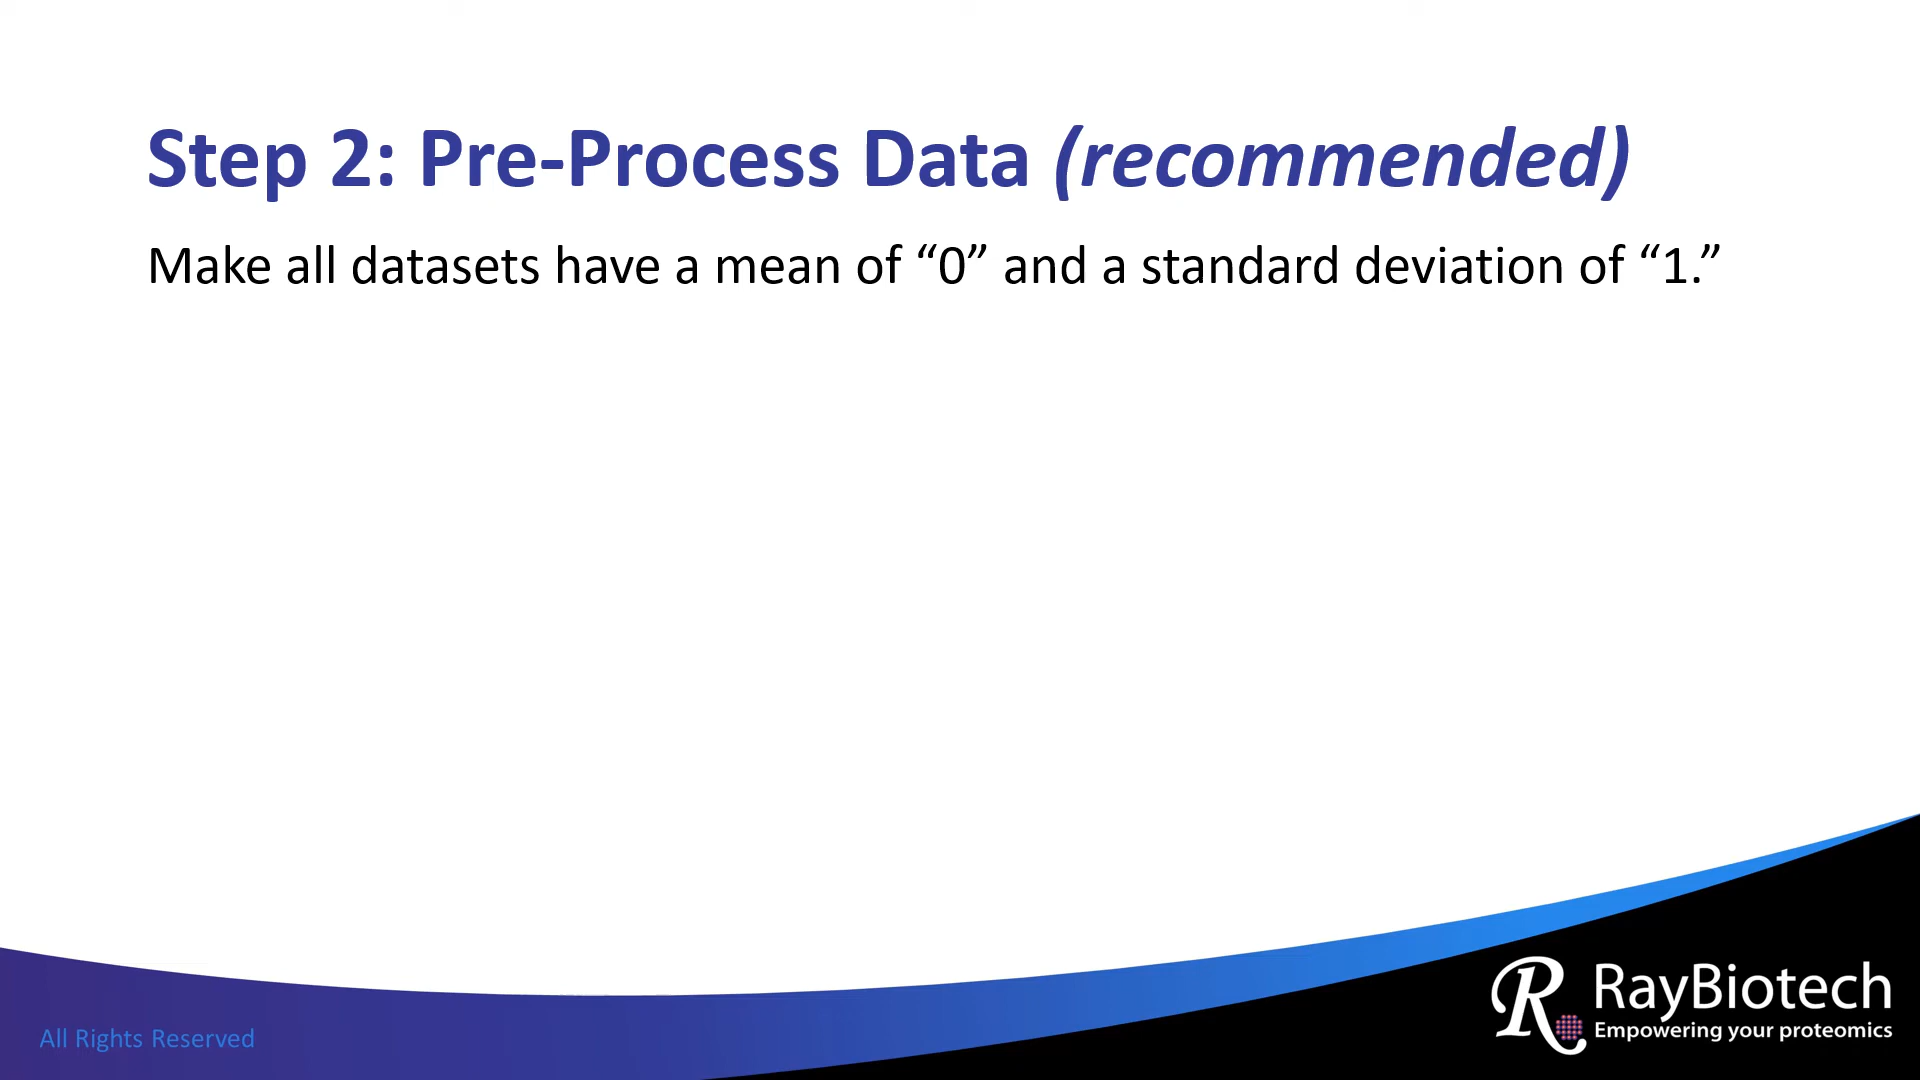 Step 2: Pre-Process Data (recommended)
Make all datasets have a mean of “0” and a standard deviation of “1.”
All Rights Reserved
R
RayBiotech
Empowering your proteomics